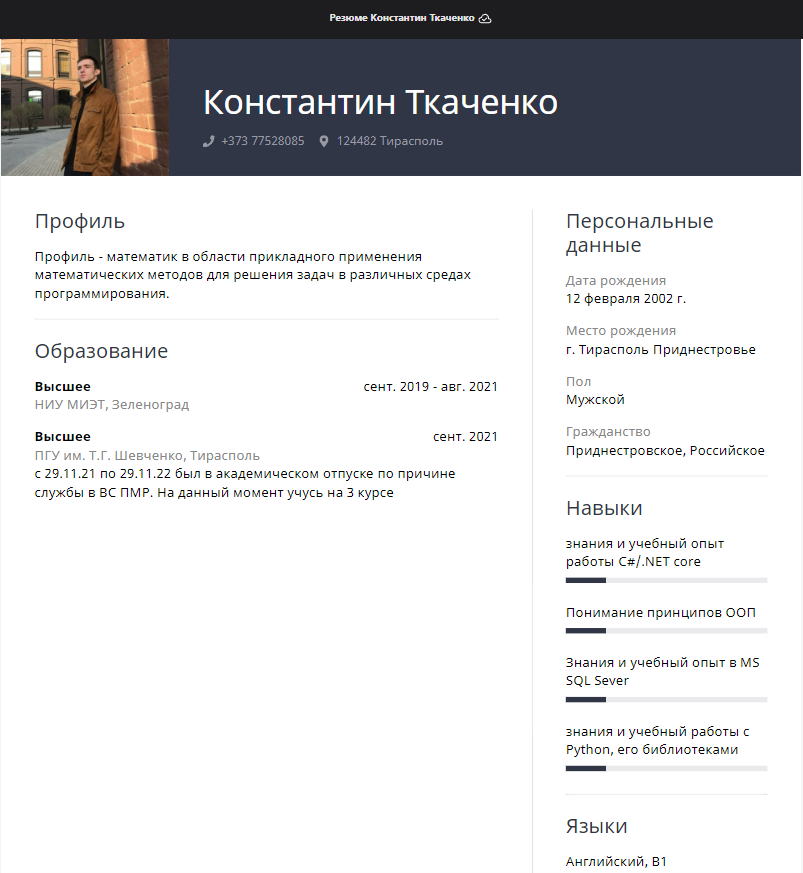 Резюме Константин Ткаченко
Константин Ткаченко
+373 77528085 124482 Тирасполь
Профиль
Профиль - математик в области прикладного применения
математических методов для решения задач в различных средах
программирования.
Образование
Высшее сент. 2019 - авг. 2021
НИУ МИЭТ, Зеленоград
Высшее сент. 2021
ПГУ им. Т.Г. Шевченко, Тирасполь
с 29.11.21 по 29.11.22 был в академическом отпуске по причине
службы в ВС ПМР. На данный момент учусь на 3 курсе
Персональные
данные
Дата рождения
12 февраля 2002 г.
Место рождения
г. Тирасполь Приднестровье
Пол
Мужской
Гражданство
Приднестровское, Российское
Навыки
знания и учебный опыт
работы C#/.NET core
Понимание принципов ООП
Знания и учебный опыт в MS
SQL Sever
знания и учебный работы с
Python, его библиотеками
Языки
Английский, B1